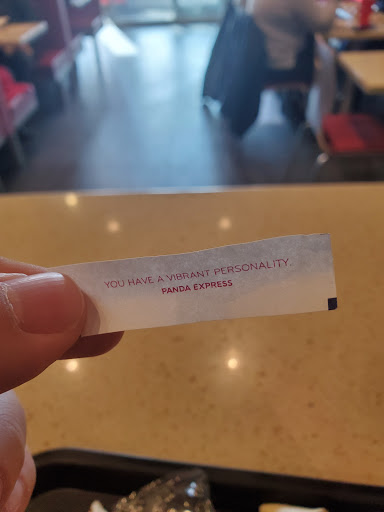 YOU HAVE A VIBRANT PERSONALITY.
PANDA EXPRESS